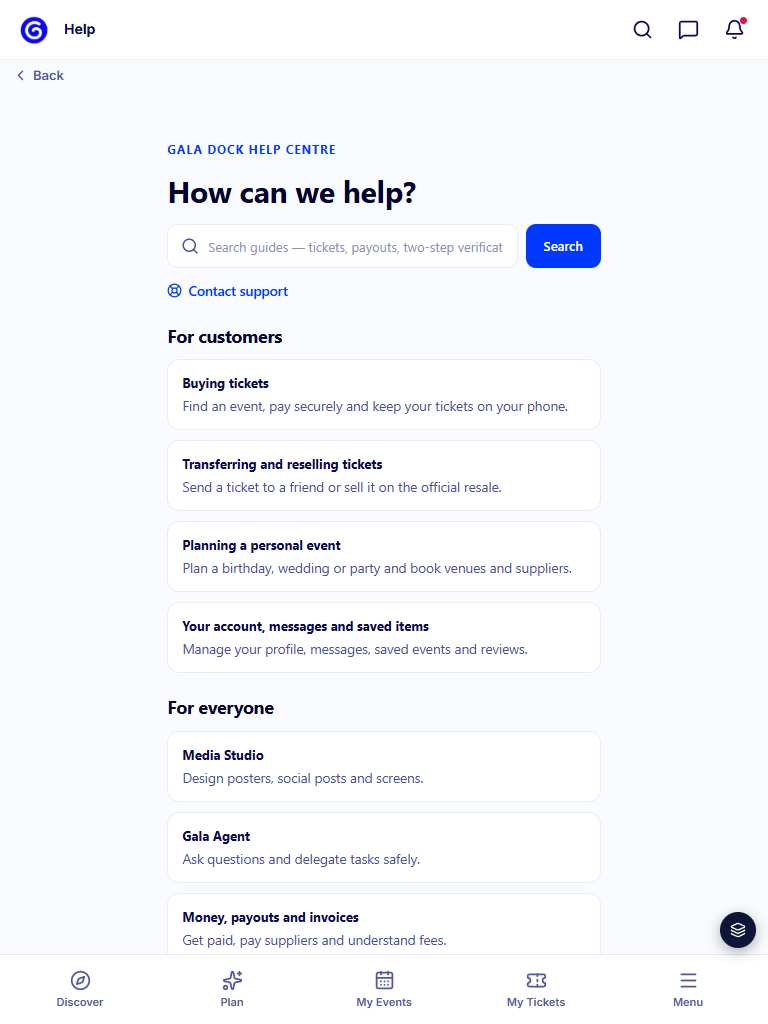 Help
Back
GALA DOCK HELP CENTRE
How can we help?
Search guides — tickets, payouts, two-step verificat
Search
Contact support
For customers
Buying tickets
Find an event, pay securely and keep your tickets on your phone.
Transferring and reselling tickets
Send a ticket to a friend or sell it on the official resale.
Planning a personal event
Plan a birthday, wedding or party and book venues and suppliers.
Your account, messages and saved items
Manage your profile, messages, saved events and reviews.
For everyone
Media Studio
Design posters, social posts and screens.
Gala Agent
Ask questions and delegate tasks safely.
Money, payouts and invoices
Get paid, pay suppliers and understand fees.
Discover
Plan
My Events
My Tickets
Menu